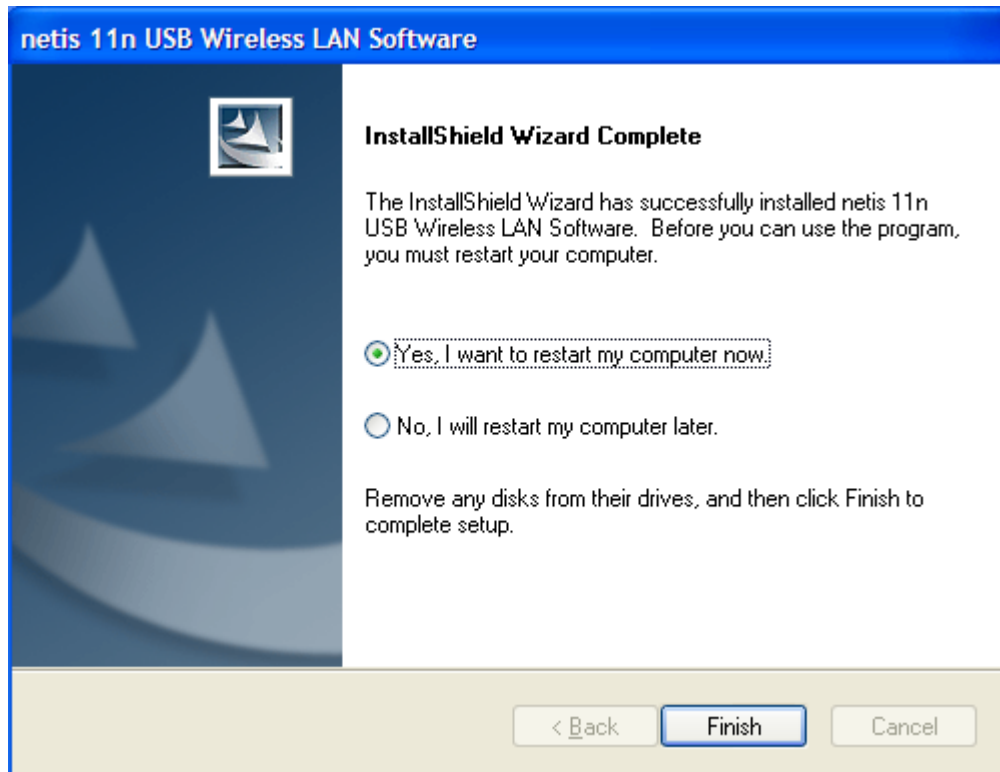 netis 11n USB Wireless LAN Software
InstallShield Wizard Complete
The InstallShield Wizard has successfully installed netis 11n
USB Wireless LAN Software. Before you can use the program,
you must restart your computer.
Yes, I want to restart my computer now.
No, I will restart my computer later.
Remove any disks from their drives, and then click Finish to
complete setup.
< Back Finish Cancel